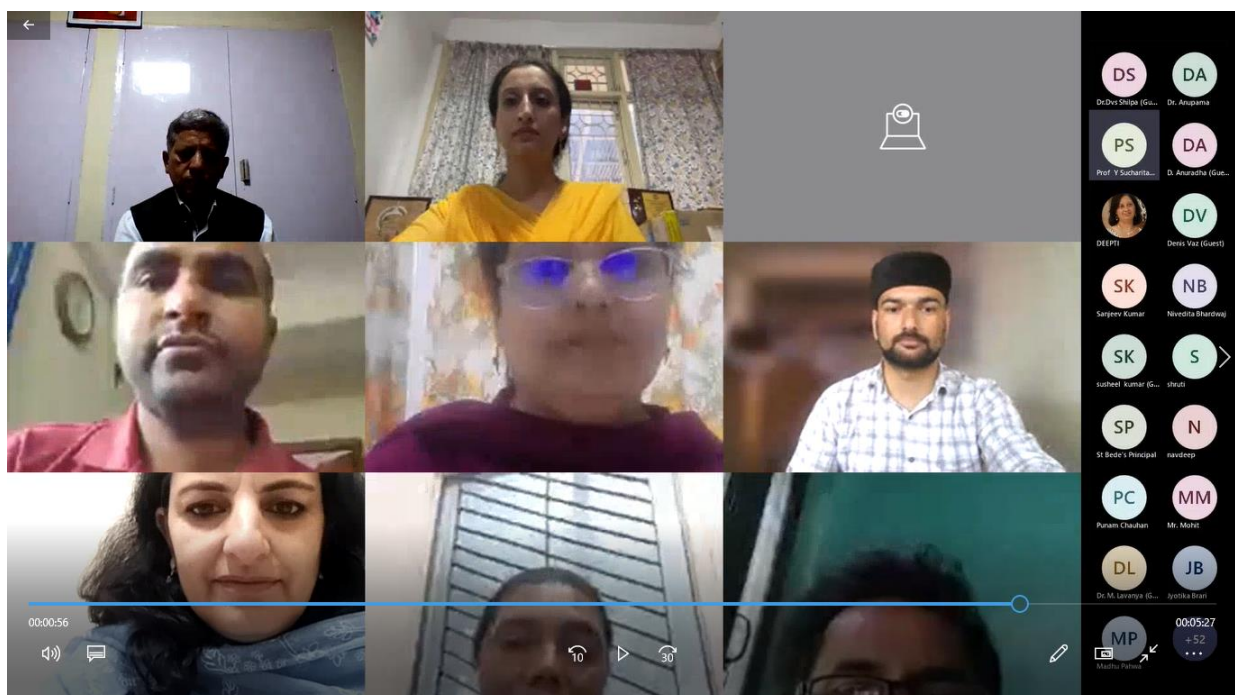 DS
DA
Dr.Dvs Shilpa (Gu...
Dr. Anupama
PS
DA
Prof Y Sucharita...
D. Anuradha (Gue...
DV
DEEPTI
Denis Vaz (Guest)
SK
NB
Sanjeev Kumar
Nivedita Bhardwaj
SK
S
susheel kumar (G...
shruti
SP
N
St Bede's Principal
navdeep
PC
MM
Punam Chauhan
Mr. Mohit
DL
JB
Dr. M. Lavanya (G...
Jyotika Brari
00:00:56
00:05:27
MP
+52
10
30
Madhu Pahwa